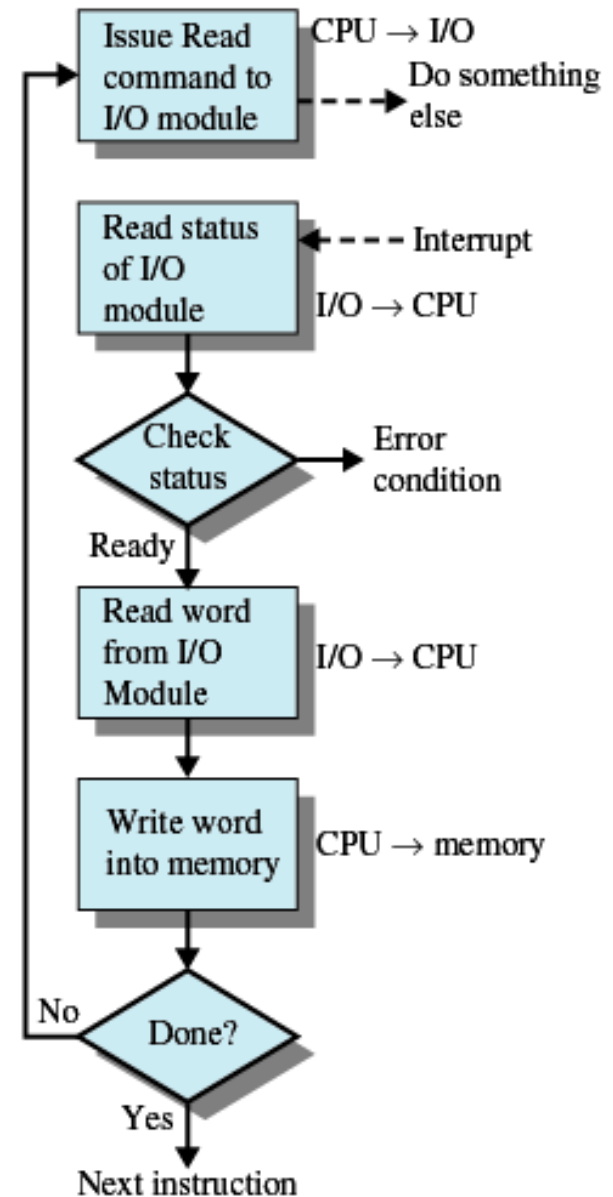 Issue Read
command to
I/O module
CPU → I/O
Do something
else
Read status
of I/O
module
Interrupt
I/O → CPU
Check
status
Error
condition
Ready
Read word
from I/O
Module
I/O → CPU
Write word
into memory
CPU → memory
No
Done?
Yes
Next instruction